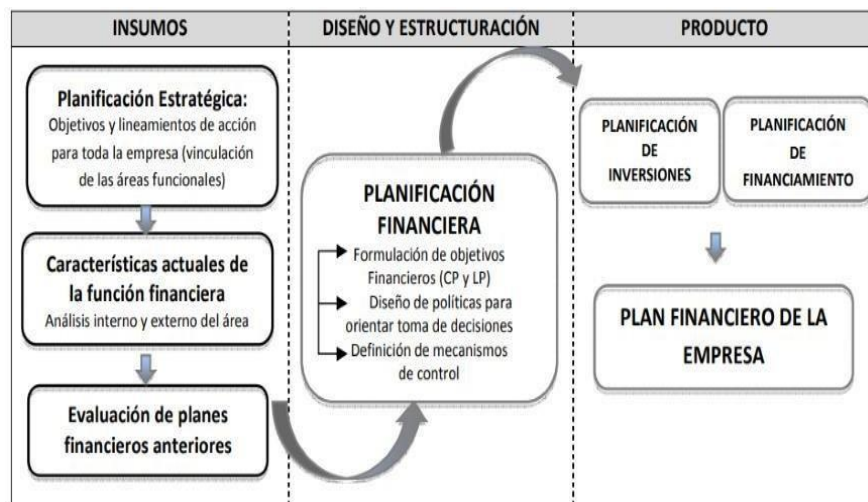 INSUMOS
DISEÑO Y ESTRUCTURACIÓN
PRODUCTO
Planificación Estratégica:
Objetivos y lineamientos de acción
para toda la empresa (vinculación
de las áreas funcionales)
Características actuales de
la función financiera
Análisis interno y externo del área
Evaluación de planes
financieros anteriores
PLANIFICACIÓN
FINANCIERA
Formulación de objetivos
Financieros (CP y LP)
Diseño de políticas para
orientar toma de decisiones
Definición de mecanismos
de control
PLANIFICACIÓN
DE
INVERSIONES
PLANIFICACIÓN
DE
FINANCIAMIENTO
PLAN FINANCIERO DE LA
EMPRESA